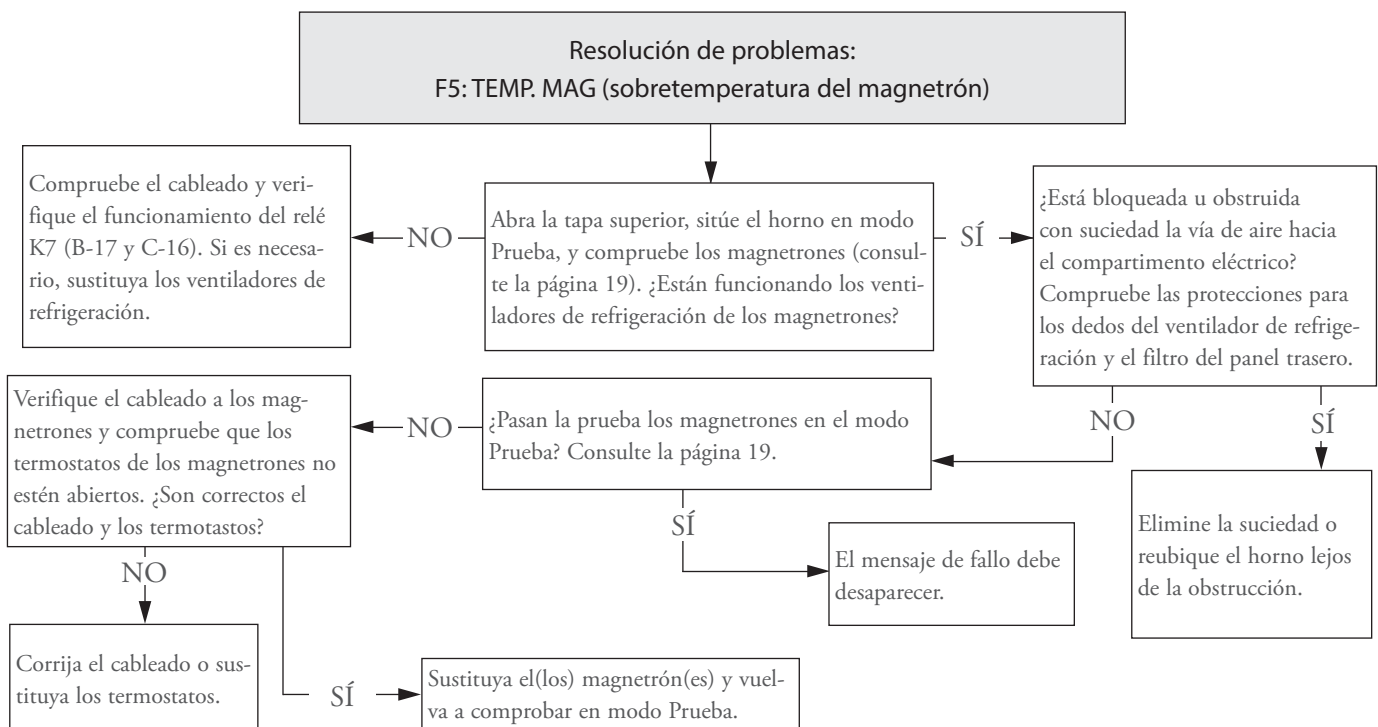 Resolución de problemas:
F5: TEMP. MAG (sobretemperatura del magnetrón)
Compruebe el cableado y veri-
fique el funcionamiento del relé
K7 (B-17 y C-16). Si es necesa-
rio, sustituya los ventiladores de
refrigeración.
NO
Abra la tapa superior, sitúe el horno en modo
Prueba, y compruebe los magnetrones (consul-
te la página 19). ¿Están funcionando los venti-
ladores de refrigeración de los magnetrones?
SÍ
¿Está bloqueada u obstruida
con suciedad la vía de aire hacia
el compartimento eléctrico?
Compruebe las protecciones para
los dedos del ventilador de refrige-
ración y el filtro del panel trasero.
Verifique el cableado a los mag-
netrones y compruebe que los
termostatos de los magnetrones no
estén abiertos. ¿Son correctos el
cableado y los termotastos?
NO
¿Pasan la prueba los magnetrones en el modo
Prueba? Consulte la página 19.
NO
SÍ
SÍ
El mensaje de fallo debe
desaparecer.
Elimine la suciedad o
reubique el horno lejos
de la obstrucción.
NO
Corrija el cableado o sus-
tituya los termostatos.
SÍ
Sustituya el(los) magnetrón(es) y vuel-
va a comprobar en modo Prueba.